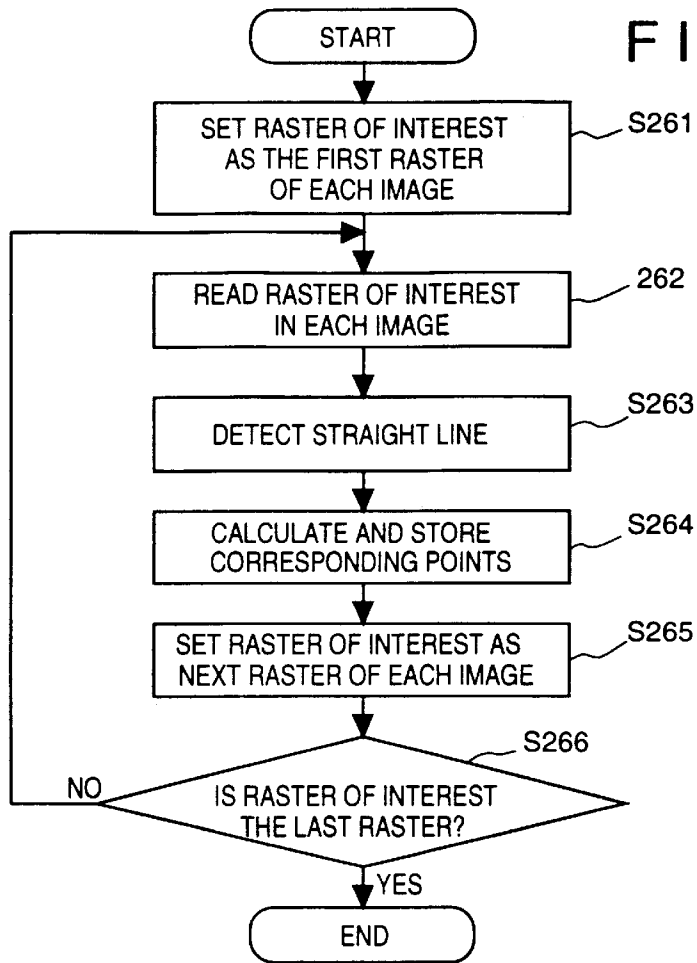 START
F I
SET RASTER OF INTEREST
AS THE FIRST RASTER
OF EACH IMAGE
S261
READ RASTER OF INTEREST
IN EACH IMAGE
262
DETECT STRAIGHT LINE
S263
CALCULATE AND STORE
CORRESPONDING POINTS
S264
SET RASTER OF INTEREST AS
NEXT RASTER OF EACH IMAGE
S265
S266
NO
IS RASTER OF INTEREST
THE LAST RASTER?
YES
END